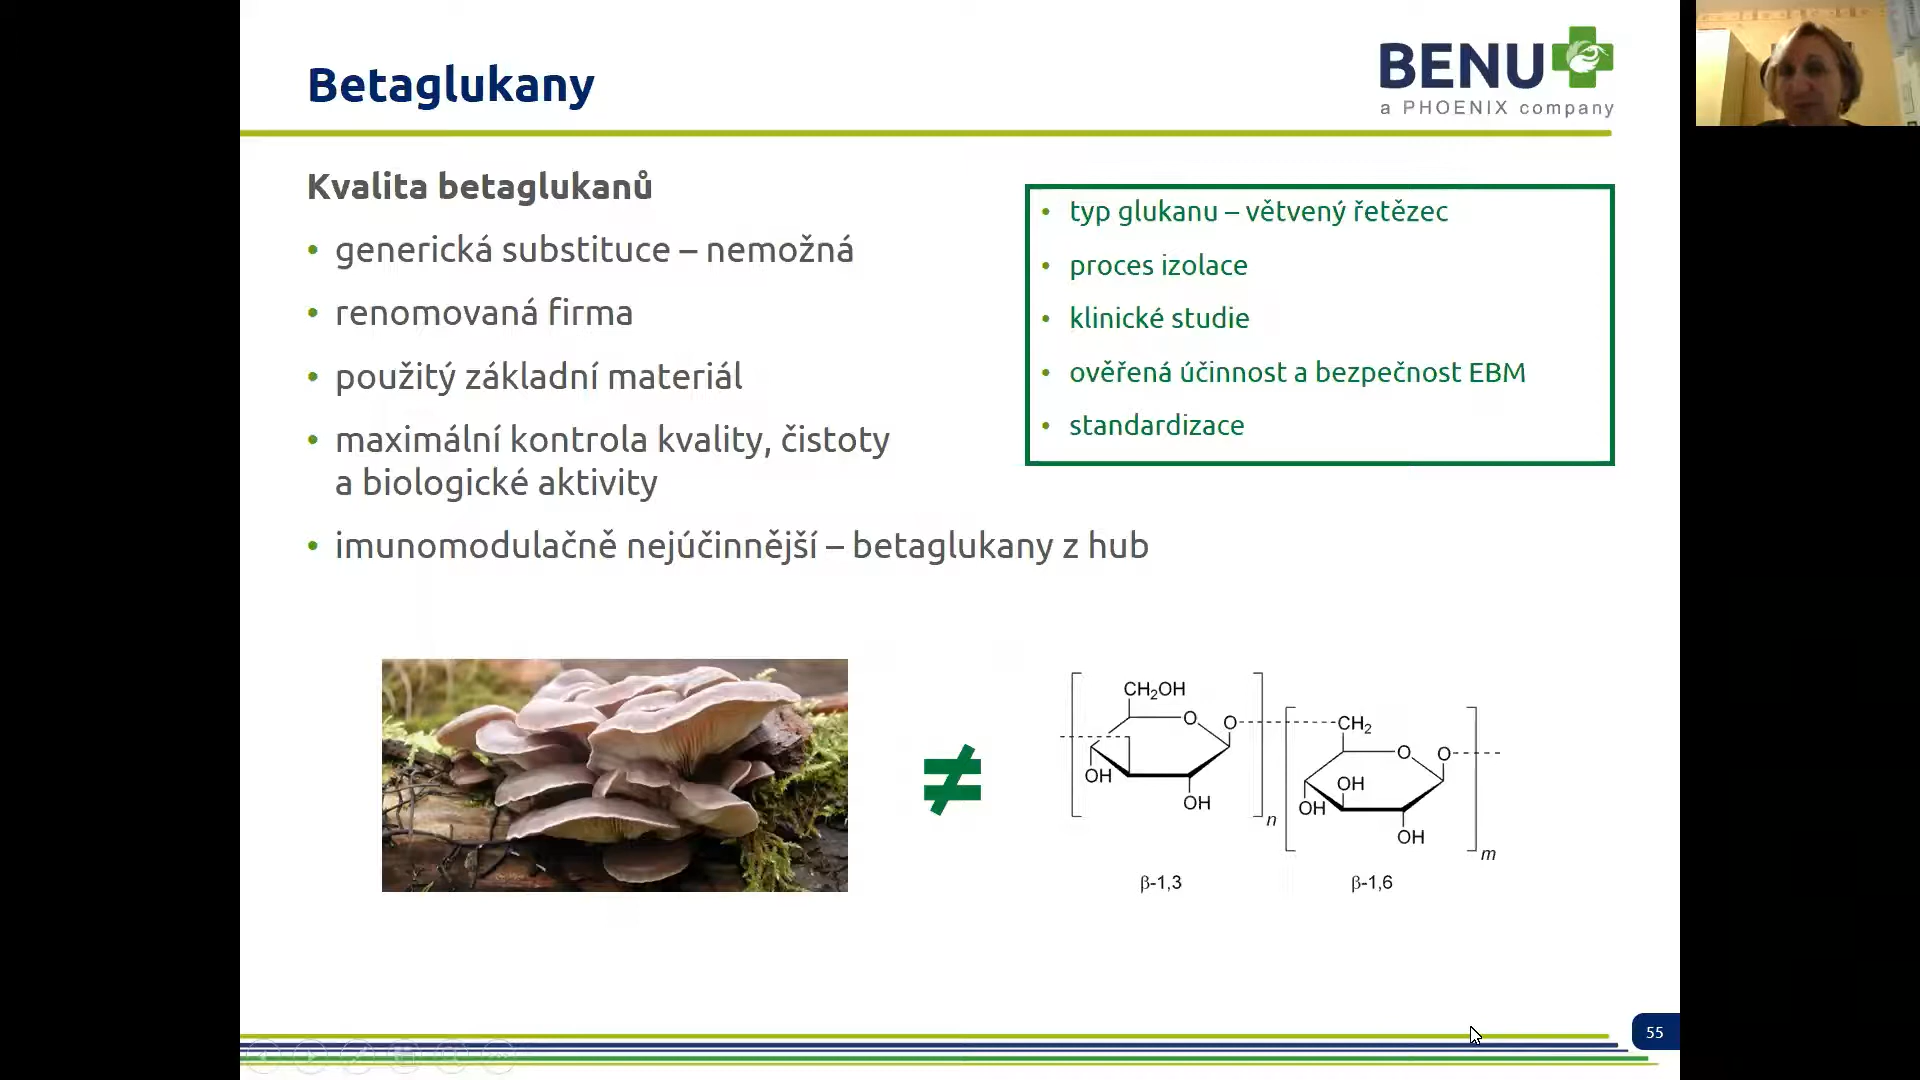 Betaglukany
BENU
a PHOENIX company
Kvalita betaglukanů
• generická substituce – nemožná
• renomovaná firma
• použitý základní materiál
• maximální kontrola kvality, čistoty
a biologické aktivity
• imunomodulačně nejúčinnější – betaglukany z hub
• typ glukanu – větvený řetězec
• proces izolace
• klinické studie
• ověřená účinnost a bezpečnost EBM
• standardizace
≠
CH₂OH
O
O
OH
OH
n
CH₂
O
O
OH
OH
OH
m
β-1,3
β-1,6
55